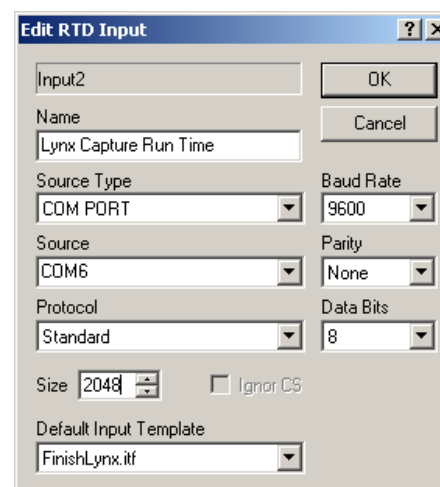 Edit RTD Input
Input2
OK
Name
Cancel
Lynx Capture Run Time
Source Type
Baud Rate
COM PORT
9600
Source
Parity
COM6
None
Protocol
Data Bits
Standard
8
Size 2048
Ignor CS
Default Input Template
FinishLynx.itf